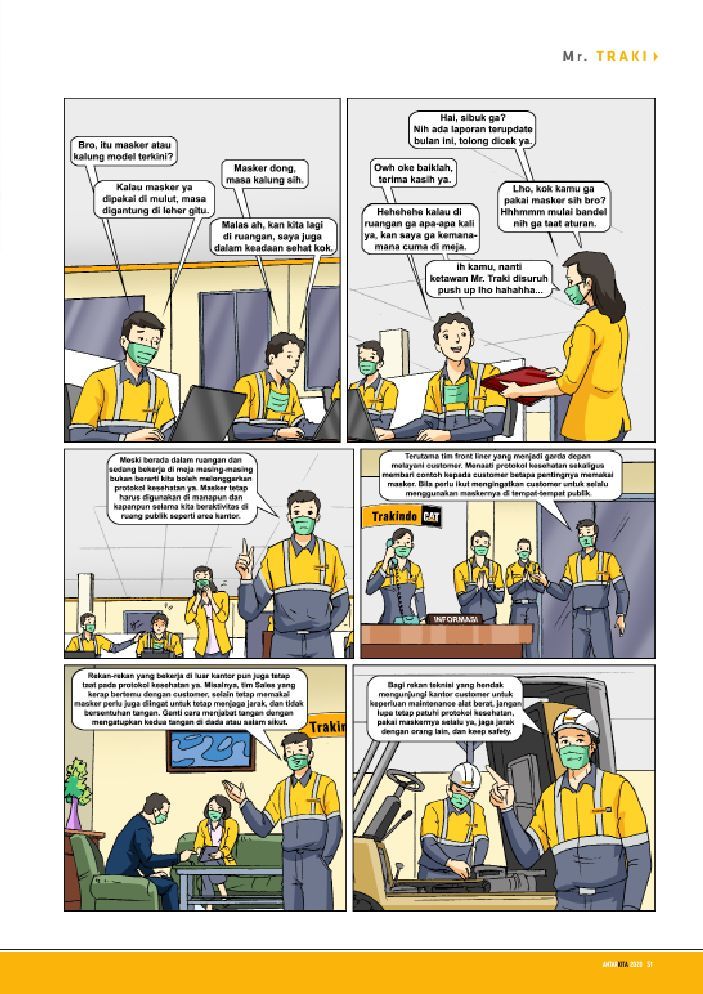 Mr. TRAKI
Bro, itu masker atau
kalung model terkini?
Masker dong,
masa kalung sih.
Kalau masker ya
dipakai di mulut, masa
digantung di leher gitu.
Malas ah, kan kita lagi
di ruangan, saya juga
dalam keadaan sehat kok.
Hai, sibuk ga?
Nih ada laporan terupdate
bulan ini, tolong dicek ya.
Owh oke baiklah,
terima kasih ya.
Lho, kok kamu ga
pakai masker sih bro?
Hhhmmm mulai bandel
nih ga taat aturan.
Hehehehe kalau di
ruangan ga apa-apa kali
ya, kan saya ga kemana-
mana cuma di meja.
ih kamu, nanti
ketawan Mr. Traki disuruh
push up lho hahahha...
Meski berada dalam ruangan dan
sedang bekerja di meja masing-masing
bukan berarti kita boleh melonggarkan
protokol kesehatan ya. Masker tetap
harus digunakan di manapun dan
kapanpun selama kita beraktivitas di
ruang publik seperti area kantor.
Terutama tim front liner yang menjadi garda depan
melayani customer. Menaati protokol kesehatan sekaligus
membari contoh kepada customer betapa pentingnya memakai
masker. Bila perlu ikut mengingatkan customer untuk selalu
menggunakan maskernya di tempat-tempat publik.
Trakindo CAT
INFORMASI
Rekan-rekan yang bekerja di luar kantor pun juga tetap
taat pada protokol kesehatan ya. Misalnya, tim Sales yang
kerap bertemu dengan customer, selain tetap memakai
masker perlu juga diingat untuk tetap menjaga jarak, dan tidak
bersentuhan tangan. Ganti cara menjabat tangan dengan
mengatupkan kedua tangan di dada atau salam sikut.
Trakin
Bagi rekan teknisi yang hendak
mengunjungi kantor customer untuk
keperluan maintenance alat berat, jangan
lupa tetap patuhi protokol kesehatan,
pakai maskernya selalu ya, jaga jarak
dengan orang lain, dan keep safety.
ANTARKITA 2020 51